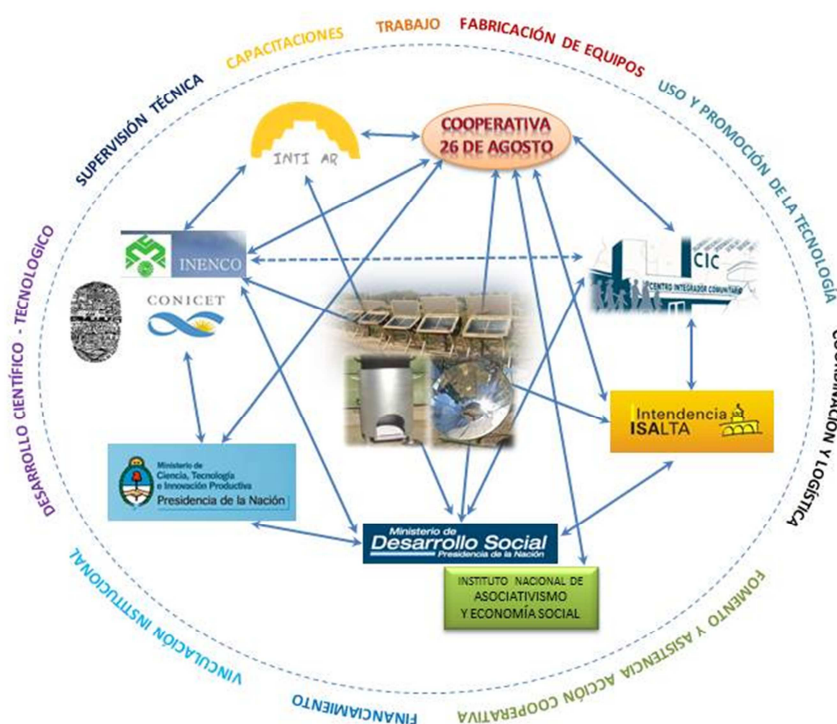 CAPACITACIONES
TRABAJO
FABRICACIÓN DE EQUIPOS
SUPERVISIÓN TÉCNICA
USO Y PROMOCIÓN DE LA TECNOLOGÍA
INTI AR
COOPERATIVA
26 DE AGOSTO
INENCO
CIC
CENTRO INTEGRADOR COMUNITARIO
CONICET
DESARROLLO CIENTÍFICO - TECNOLOGICO
COORDINACIÓN Y LOGÍSTICA
Intendencia
ISALTA
Ministerio de
Ciencia, Tecnología
e Innovación Productiva
Presidencia de la Nación
Ministerio de
Desarrollo Social
Presidencia de la Nación
INSTITUTO NACIONAL DE
ASOCIATIVISMO
Y ECONOMÍA SOCIAL
VINCULACIÓN INSTITUCIONAL
FINANCIAMIENTO
FOMENTO Y ASISTENCIA ACCIÓN COOPERATIVA